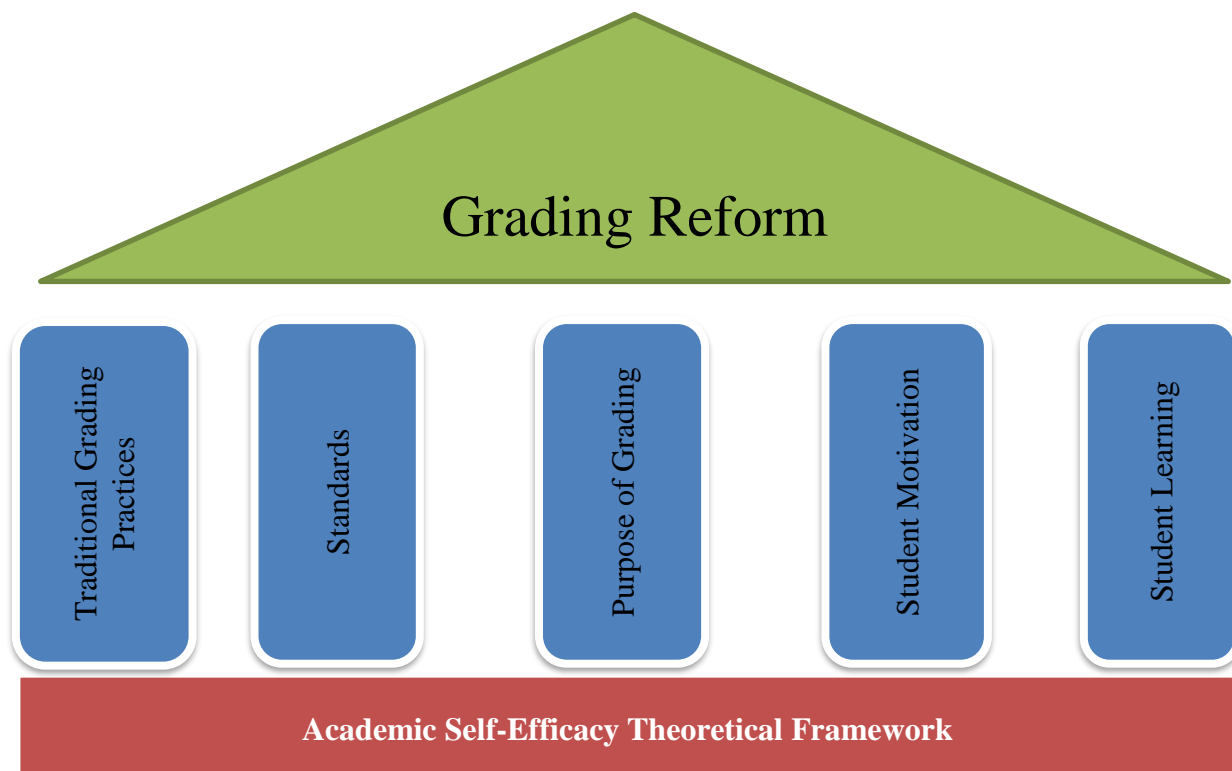 Grading Reform
Traditional Grading
Practices
Standards
Purpose of Grading
Student Motivation
Student Learning
Academic Self-Efficacy Theoretical Framework